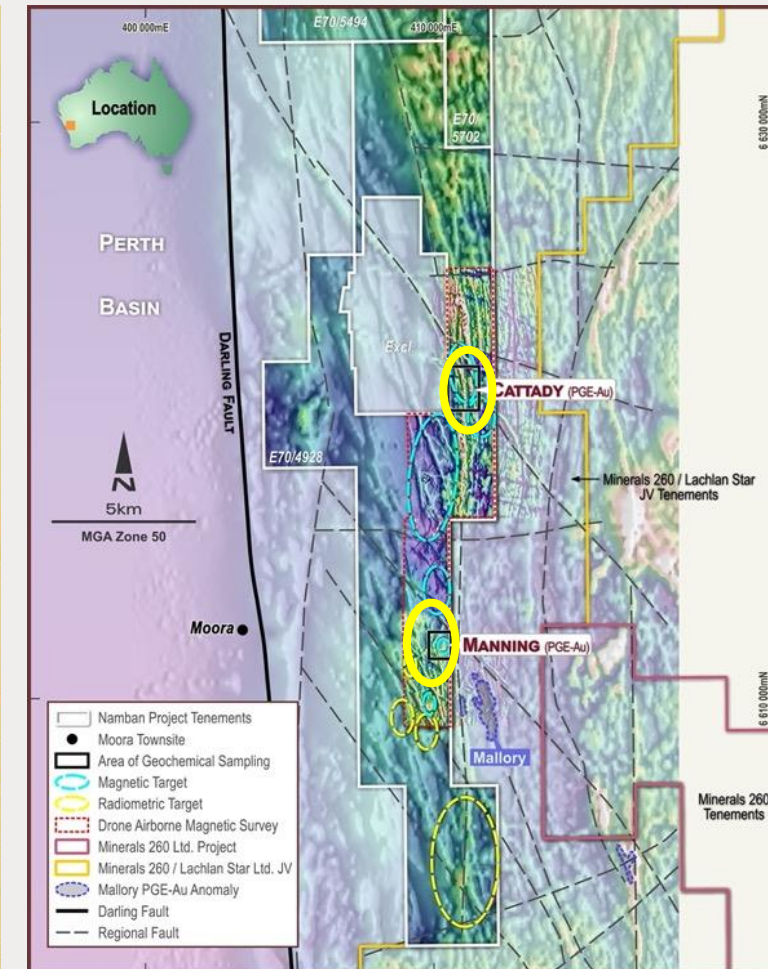 400 000mE
E70/5494
410 000mE
Location
E70/
5702
6 630 000mN
PERTH
BASIN
DARLING FAULT
Excl
CATTADY (PGE-Au)
E70/4928
N
5km
MGA Zone 50
Minerals 260 / Lachlan Star
JV Tenements
Moora
MANNING (PGE-Au)
6 610 000mN
Mallory
Namban Project Tenements
Moora Townsite
Area of Geochemical Sampling
Magnetic Target
Radiometric Target
Drone Airborne Magnetic Survey
Minerals 260 Ltd. Project
Minerals 260 / Lachlan Star Ltd. JV
Mallory PGE-Au Anomaly
Darling Fault
Regional Fault
Minerals 260
Tenements